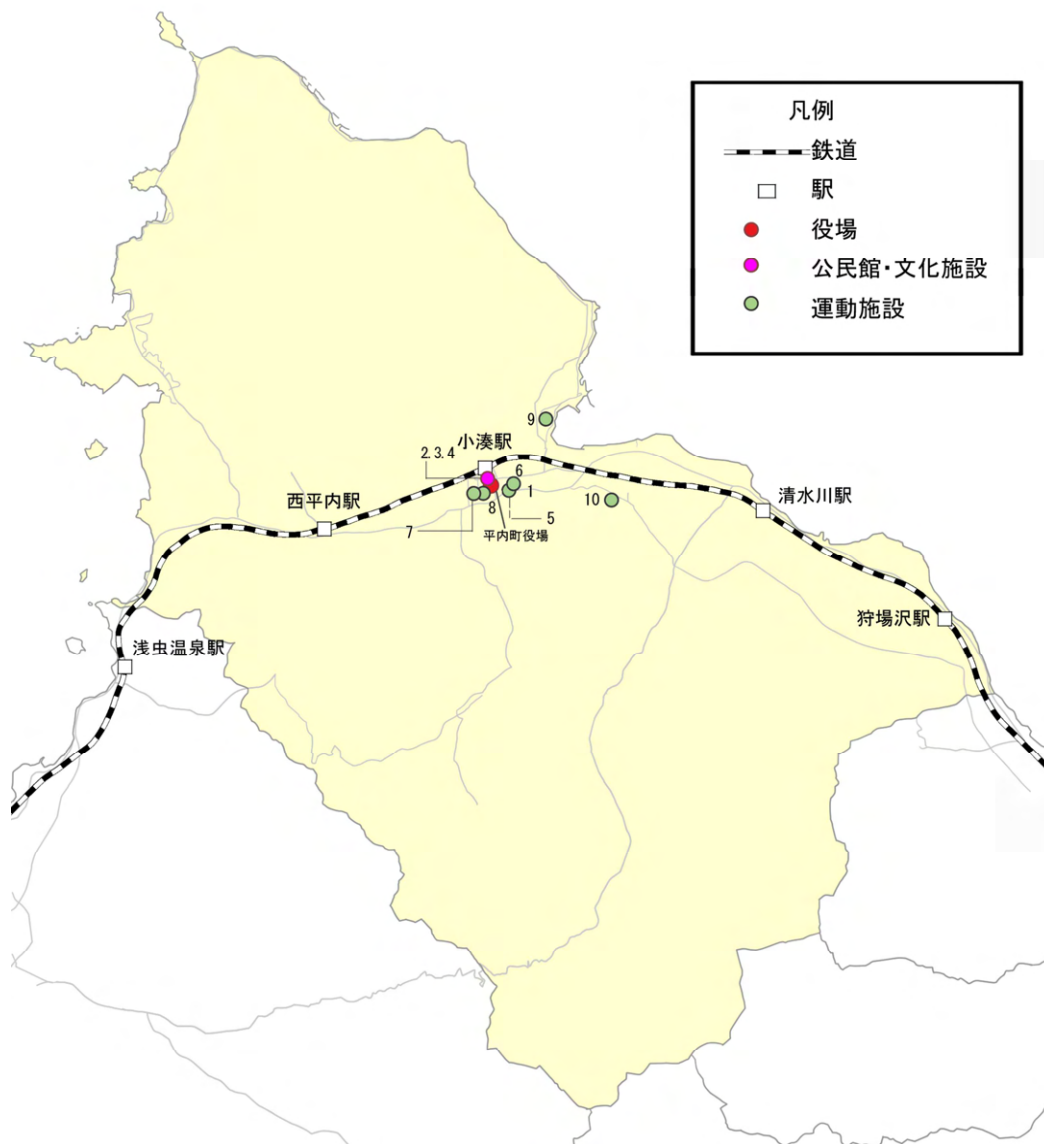 凡例
鉄道
駅
役場
公民館・文化施設
運動施設
9
小湊駅
2.3.4
6
西平内駅
10
清水川駅
1
8
5
7
平内町役場
狩場沢駅
浅虫温泉駅